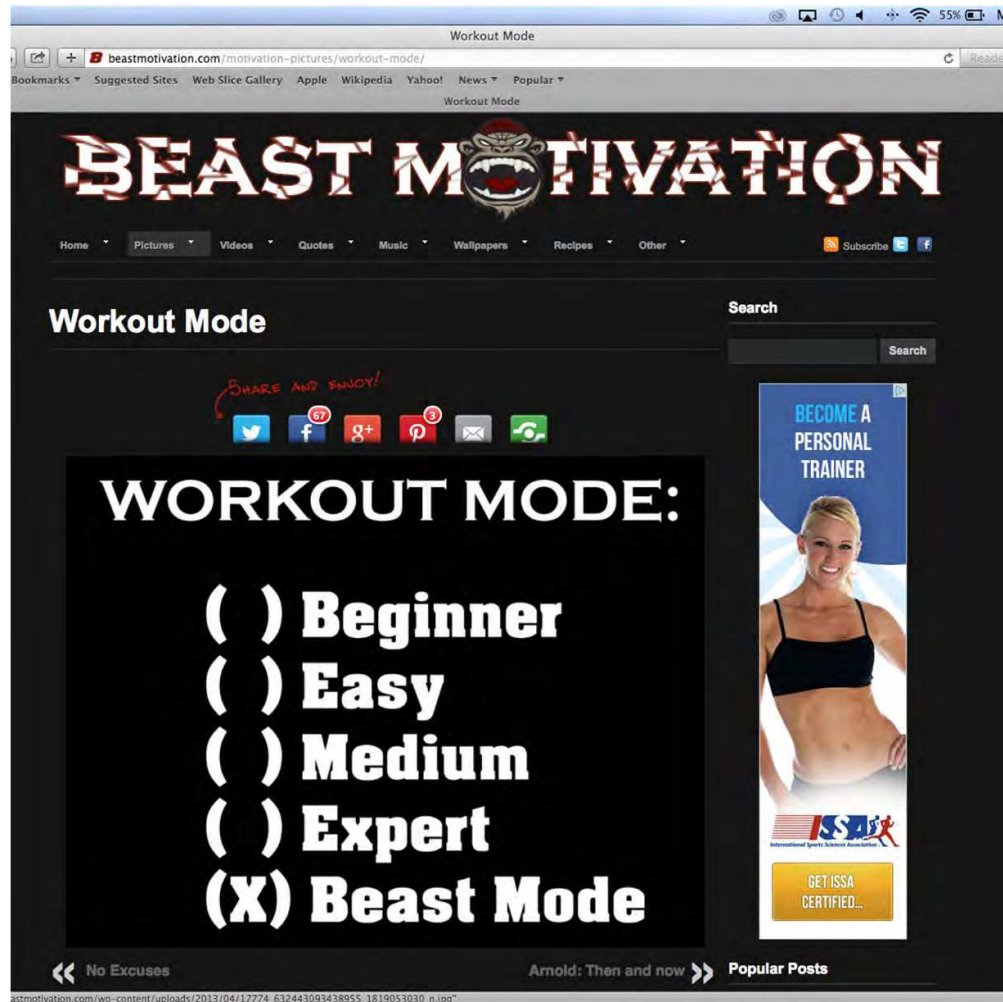 55%
Workout Mode
beastmotivation.com/motivation-pictures/workout-mode/
Bookmarks Suggested Sites Web Slice Gallery Apple Wikipedia Yahoo! News Popular
Workout Mode
BEAST MOTIVATION
Home Pictures Videos Quotes Music Wallpapers Recipes Other Subscribe
Workout Mode
Search
Search
SHARE AND ENJOY!
67
3
WORKOUT MODE:
( ) Beginner
( ) Easy
( ) Medium
( ) Expert
(X) Beast Mode
BECOME A
PERSONAL
TRAINER
ISSA
International Sports Sciences Association
GET ISSA
CERTIFIED...
No Excuses
Arnold: Then and now
Popular Posts
astmotivation.com/wp-content/uploads/2013/04/17774_632443093438955_1819053030_n.jpg"